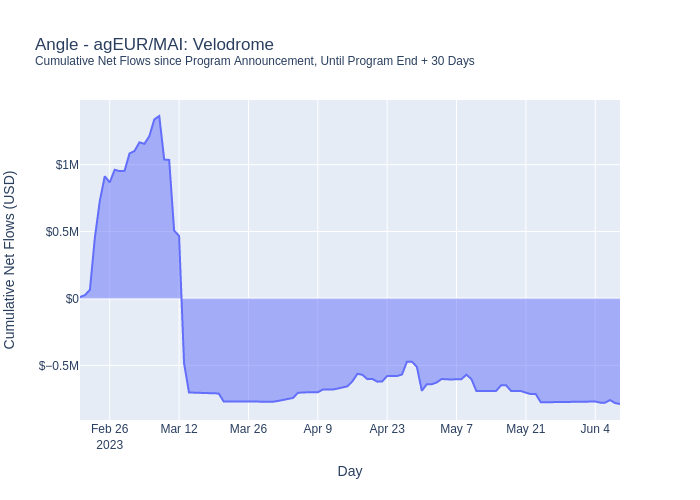 Angle - agEUR/MAI: Velodrome
Cumulative Net Flows since Program Announcement, Until Program End + 30 Days
Cumulative Net Flows (USD)
$1M
$0.5M
$0
$−0.5M
Feb 26
2023
Mar 12
Mar 26
Apr 9
Apr 23
May 7
May 21
Jun 4
Day